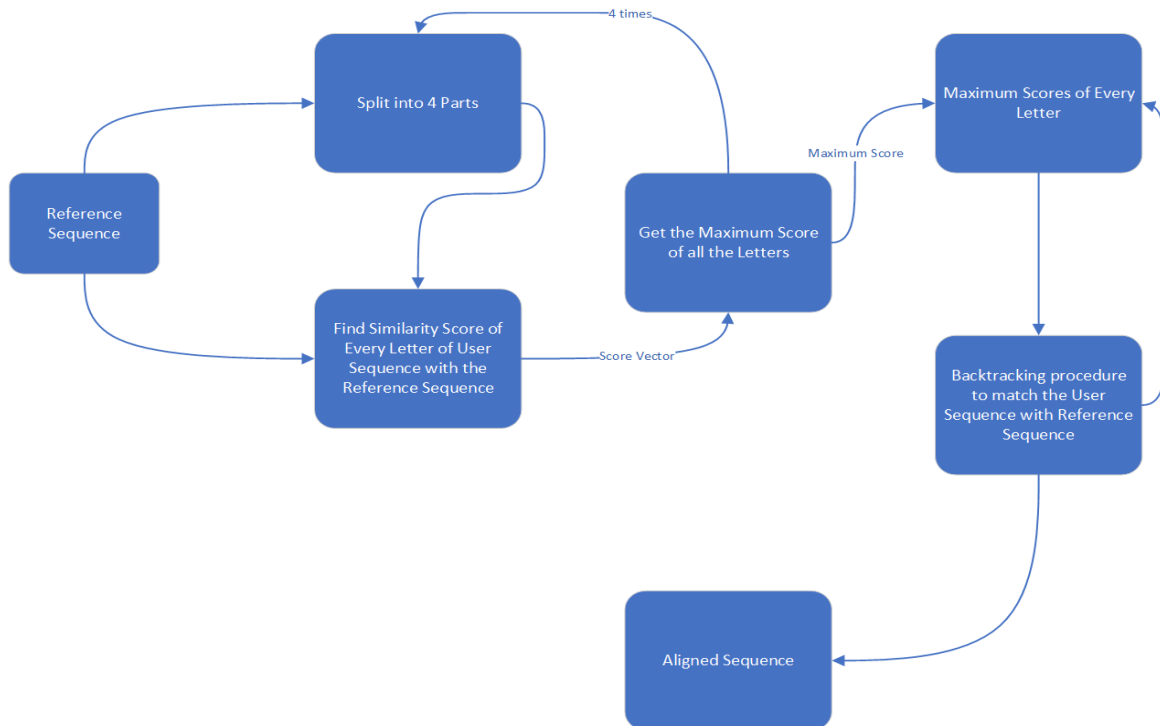 4 times
Split into 4 Parts
Maximum Scores of Every
Letter
Maximum Score
Reference
Sequence
Get the Maximum Score
of all the Letters
Find Similarity Score of
Every Letter of User
Sequence with the
Reference Sequence
Score Vector
Backtracking procedure
to match the User
Sequence with Reference
Sequence
Aligned Sequence